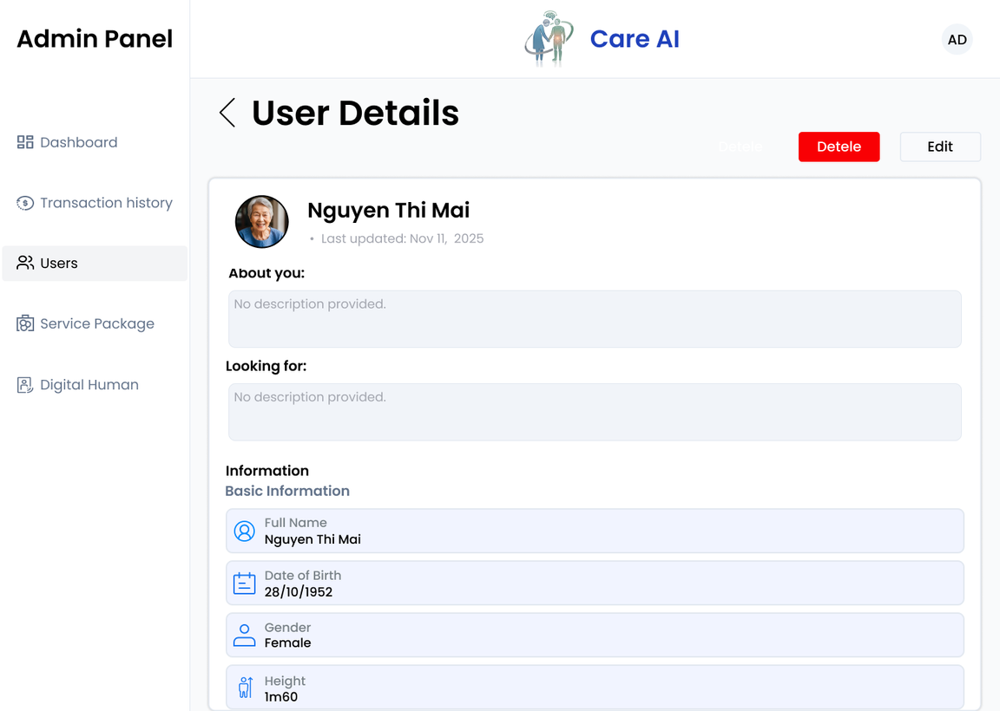 Admin Panel
Care AI
AD
Dashboard
Transaction history
Users
Service Package
Digital Human
User Details
Detele
Detele
Edit
Nguyen Thi Mai
• Last updated: Nov 11, 2025
About you:
No description provided.
Looking for:
No description provided.
Information
Basic Information
Full Name
Nguyen Thi Mai
Date of Birth
28/10/1952
Gender
Female
Height
1m60